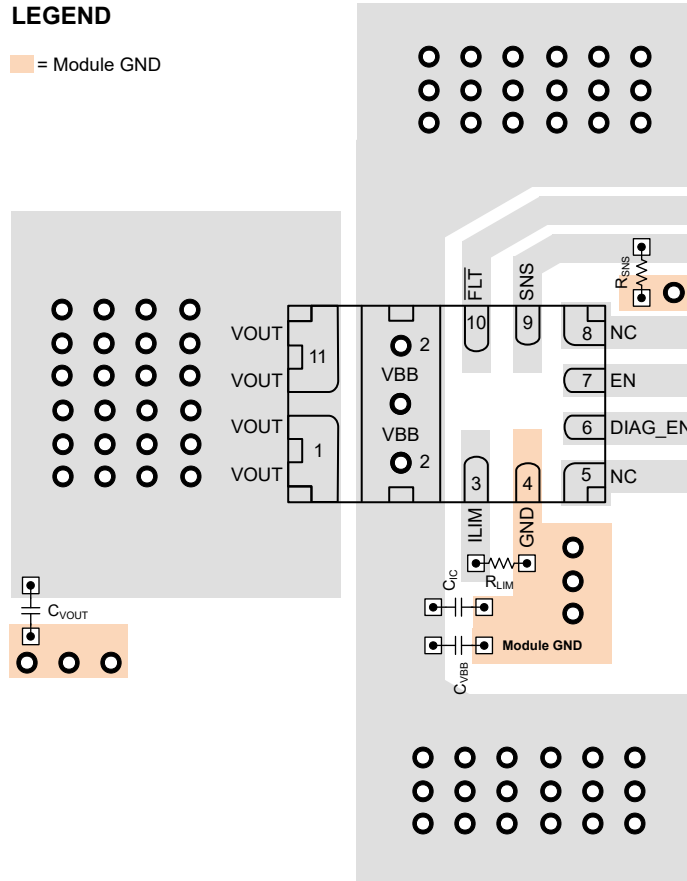 LEGEND
= Module GND
FLT
SNS
RSNS
10
9
8 NC
VOUT
11
2
VBB
VOUT
7 EN
VOUT
VBB
6 DIAG_EN
1
2
VOUT
3
4
5 NC
ILIM
GND
RLIM
CIC
CVOUT
Module GND
CVBB